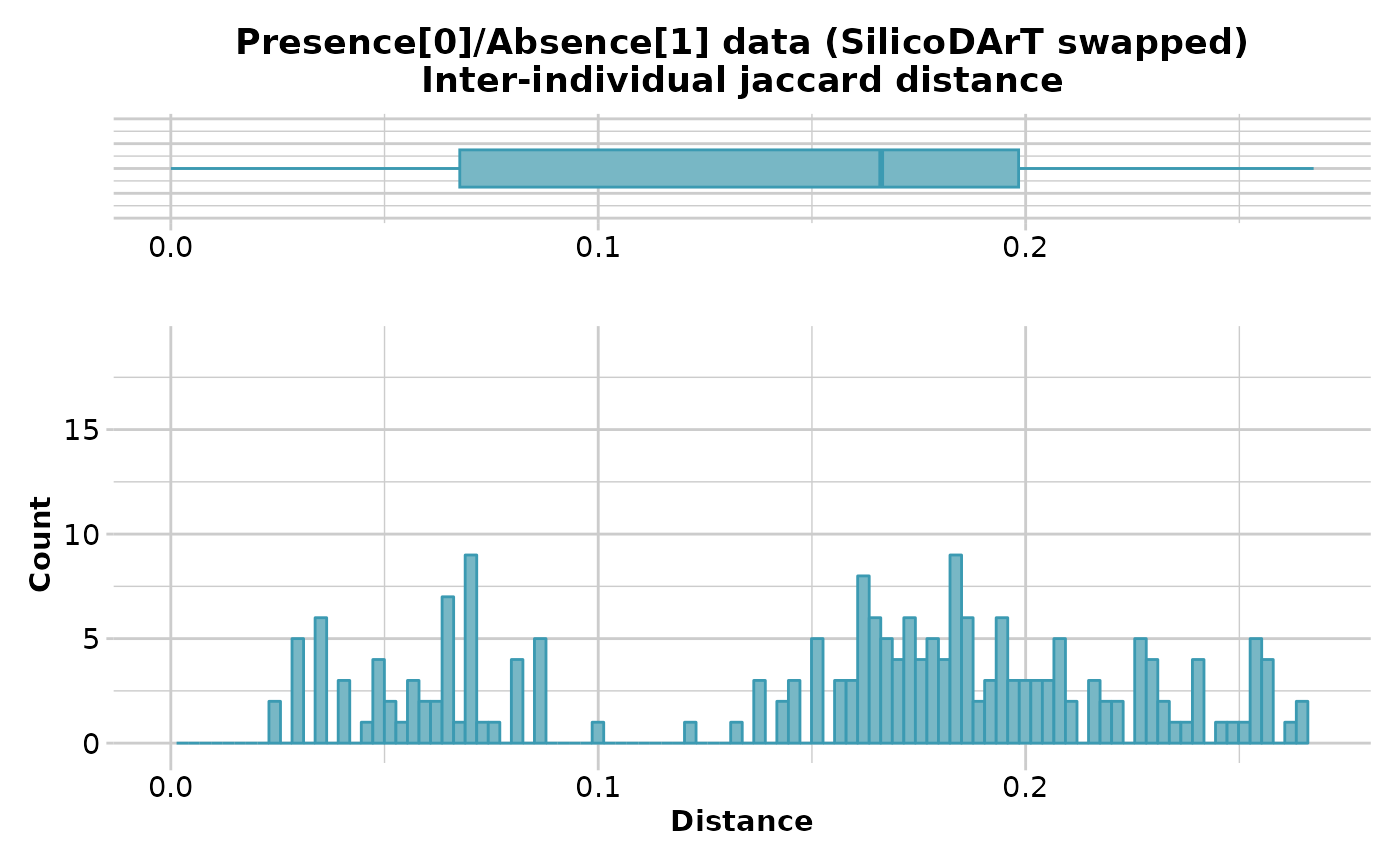 Presence[0]/Absence[1] data (SilicoDArT swapped)
Inter-individual jaccard distance
0.0 0.1 0.2
15
10
5
0
Count
0.0 0.1 0.2
Distance